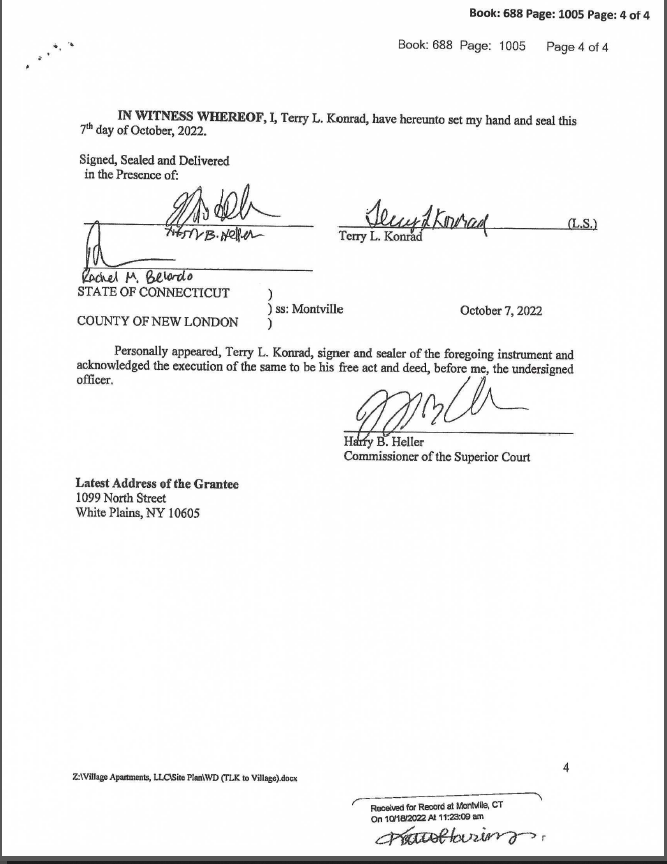 Book: 688 Page: 1005 Page: 4 of 4
Book: 688 Page: 1005 Page 4 of 4
IN WITNESS WHEREOF, I, Terry L. Konrad, have hereunto set my hand and seal this
7th day of October, 2022.
Signed, Sealed and Delivered
in the Presence of:
Harry B. Heller
Terry L Konrad (L.S.)
Terry L. Konrad
Rachel M. Belardo
STATE OF CONNECTICUT )
) ss: Montville October 7, 2022
COUNTY OF NEW LONDON )
Personally appeared, Terry L. Konrad, signer and sealer of the foregoing instrument and
acknowledged the execution of the same to be his free act and deed, before me, the undersigned
officer.
Harry B. Heller
Commissioner of the Superior Court
Latest Address of the Grantee
1099 North Street
White Plains, NY 10605
4
Z:\Village Apartments, LLC\Site Plan\WD (TLK to Village).docx
Received for Record at Montville, CT
On 10/18/2022 At 11:23:09 am